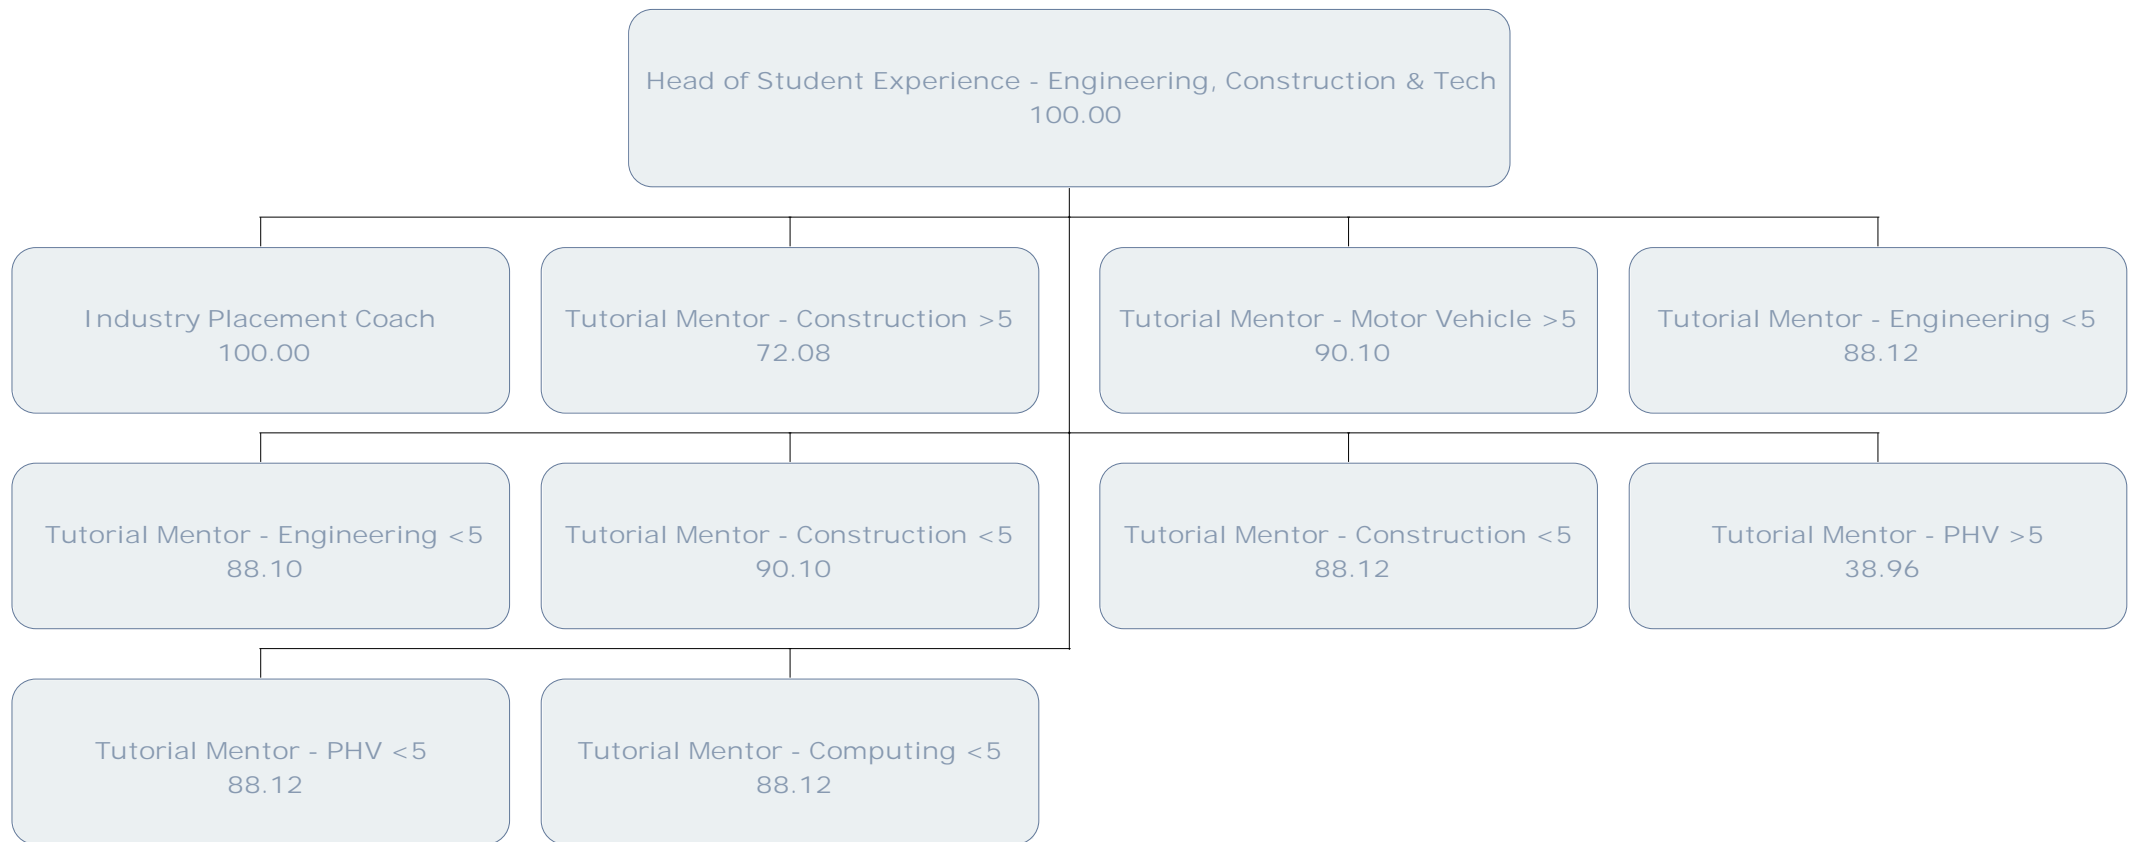 Head of Student Experience - Engineering, Construction & Tech
100.00
Industry Placement Coach
100.00
Tutorial Mentor - Construction >5
72.08
Tutorial Mentor - Motor Vehicle >5
90.10
Tutorial Mentor - Engineering <5
88.12
Tutorial Mentor - Engineering <5
88.10
Tutorial Mentor - Construction <5
90.10
Tutorial Mentor - Construction <5
88.12
Tutorial Mentor - PHV >5
38.96
Tutorial Mentor - PHV <5
88.12
Tutorial Mentor - Computing <5
88.12